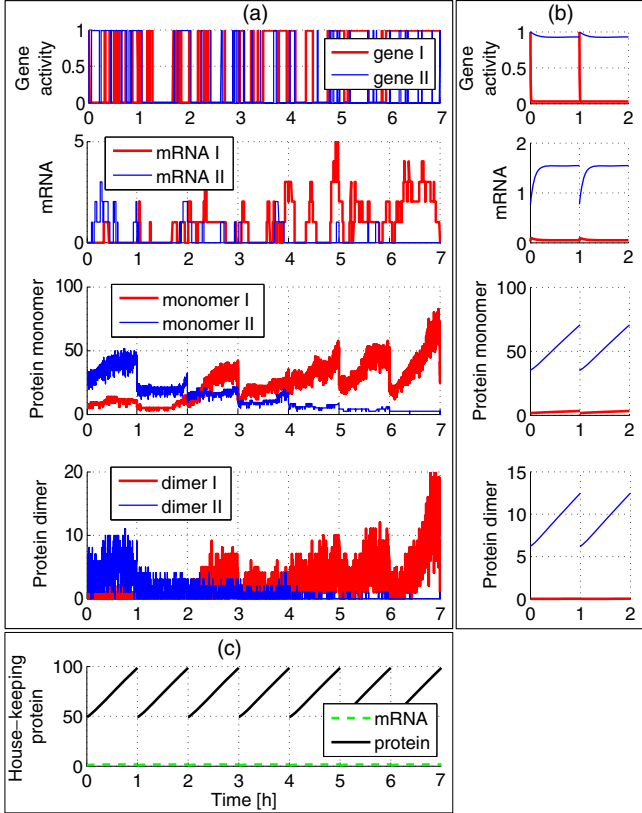 (a)
Gene
activity
1
0.5
0
gene I
gene II
0 1 2 3 4 5 6 7
mRNA
5
0
mRNA I
mRNA II
0 1 2 3 4 5 6 7
Protein monomer
100
50
0
monomer I
monomer II
0 1 2 3 4 5 6 7
Protein dimer
20
10
0
dimer I
dimer II
0 1 2 3 4 5 6 7
(b)
Gene
activity
1
0.5
0
0 1 2
mRNA
2
1
0
0 1 2
Protein monomer
100
50
0
0 1 2
Protein dimer
15
10
5
0
0 1 2
(c)
House−keeping
protein
100
50
0
mRNA
protein
0 1 2 3 4 5 6 7
Time [h]